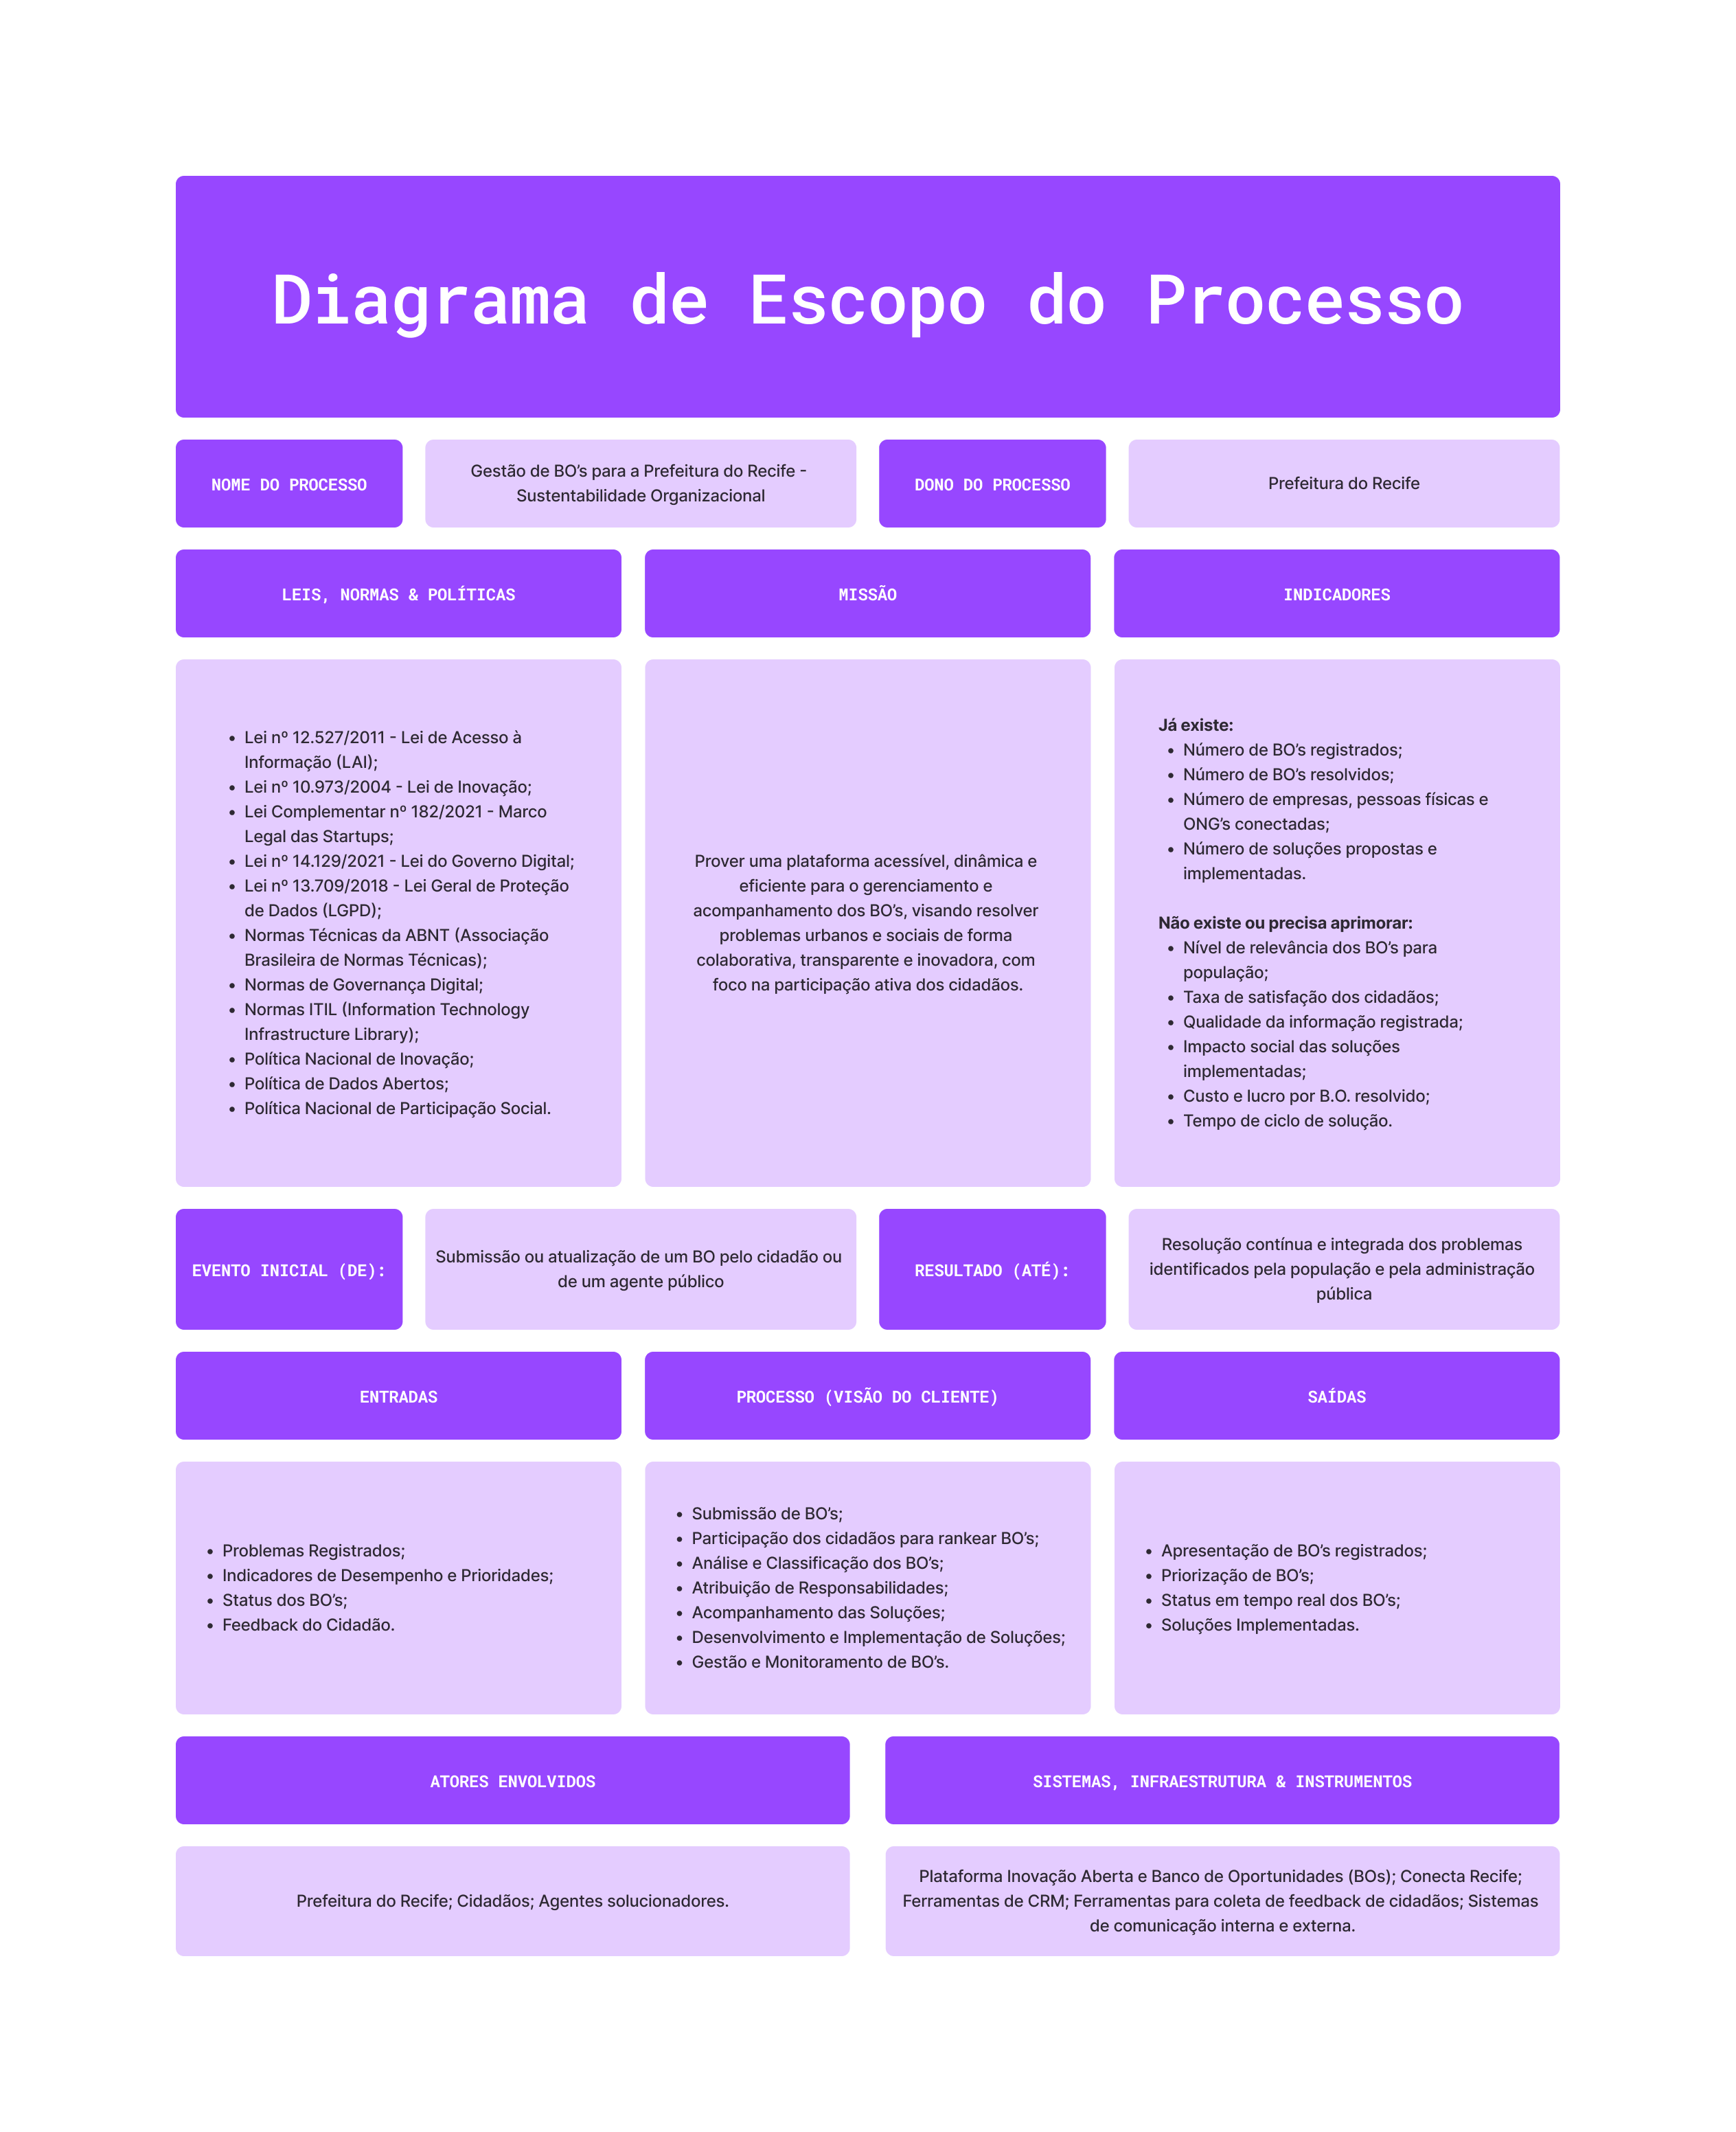 Diagrama de Escopo do Processo
NOME DO PROCESSO
Gestão de BO’s para a Prefeitura do Recife -
Sustentabilidade Organizacional
DONO DO PROCESSO
Prefeitura do Recife
LEIS, NORMAS & POLÍTICAS
• Lei nº 12.527/2011 - Lei de Acesso à
Informação (LAI);
• Lei nº 10.973/2004 - Lei de Inovação;
• Lei Complementar nº 182/2021 - Marco
Legal das Startups;
• Lei nº 14.129/2021 - Lei do Governo Digital;
• Lei nº 13.709/2018 - Lei Geral de Proteção
de Dados (LGPD);
• Normas Técnicas da ABNT (Associação
Brasileira de Normas Técnicas);
• Normas de Governança Digital;
• Normas ITIL (Information Technology
Infrastructure Library);
• Política Nacional de Inovação;
• Política de Dados Abertos;
• Política Nacional de Participação Social.
MISSÃO
Prover uma plataforma acessível, dinâmica e
eficiente para o gerenciamento e
acompanhamento dos BO’s, visando resolver
problemas urbanos e sociais de forma
colaborativa, transparente e inovadora, com
foco na participação ativa dos cidadãos.
INDICADORES
Já existe:
• Número de BO’s registrados;
• Número de BO’s resolvidos;
• Número de empresas, pessoas físicas e
ONG’s conectadas;
• Número de soluções propostas e
implementadas.
Não existe ou precisa aprimorar:
• Nível de relevância dos BO’s para
população;
• Taxa de satisfação dos cidadãos;
• Qualidade da informação registrada;
• Impacto social das soluções
implementadas;
• Custo e lucro por B.O. resolvido;
• Tempo de ciclo de solução.
EVENTO INICIAL (DE):
Submissão ou atualização de um BO pelo cidadão ou
de um agente público
RESULTADO (ATÉ):
Resolução contínua e integrada dos problemas
identificados pela população e pela administração
pública
ENTRADAS
• Problemas Registrados;
• Indicadores de Desempenho e Prioridades;
• Status dos BO’s;
• Feedback do Cidadão.
PROCESSO (VISÃO DO CLIENTE)
• Submissão de BO’s;
• Participação dos cidadãos para rankear BO’s;
• Análise e Classificação dos BO’s;
• Atribuição de Responsabilidades;
• Acompanhamento das Soluções;
• Desenvolvimento e Implementação de Soluções;
• Gestão e Monitoramento de BO’s.
SAÍDAS
• Apresentação de BO’s registrados;
• Priorização de BO’s;
• Status em tempo real dos BO’s;
• Soluções Implementadas.
ATORES ENVOLVIDOS
Prefeitura do Recife; Cidadãos; Agentes solucionadores.
SISTEMAS, INFRAESTRUTURA & INSTRUMENTOS
Plataforma Inovação Aberta e Banco de Oportunidades (BOs); Conecta Recife;
Ferramentas de CRM; Ferramentas para coleta de feedback de cidadãos; Sistemas
de comunicação interna e externa.